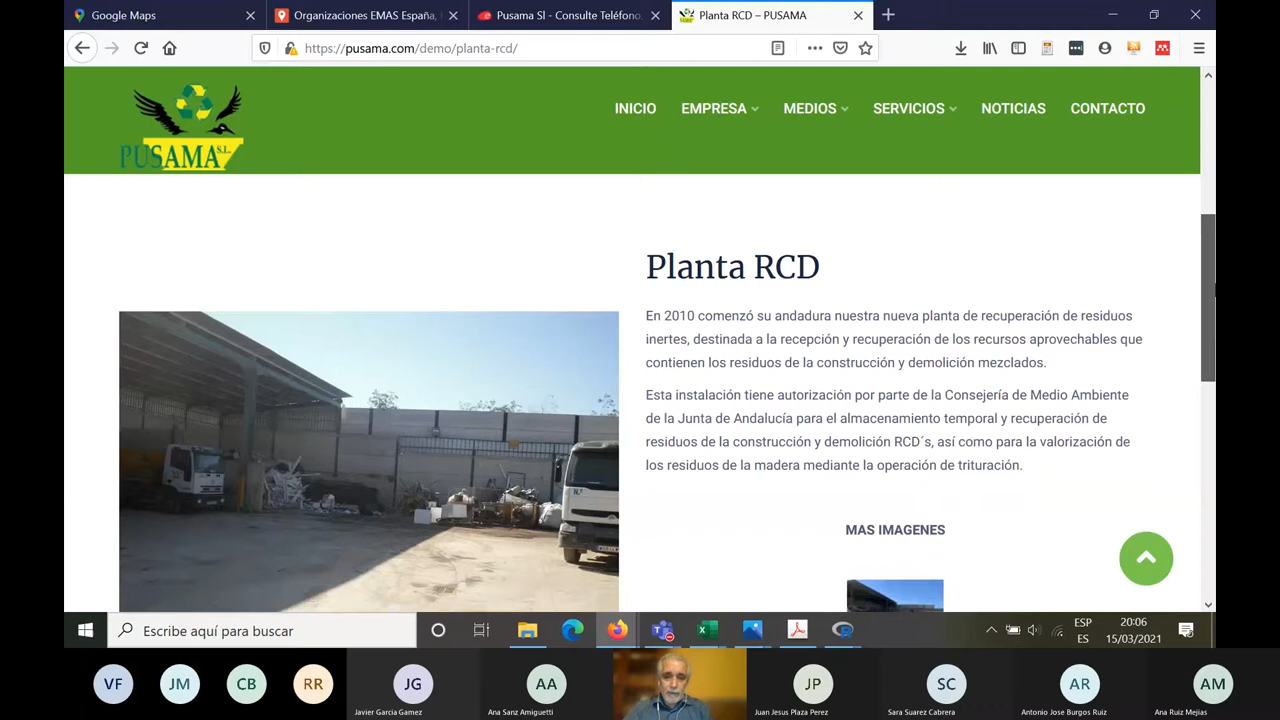 Google Maps
Organizaciones EMAS España,
Pusama Sl - Consulte Teléfono
Planta RCD – PUSAMA
https://pusama.com/demo/planta-rcd/
PUSAMA S.L.
INICIO
EMPRESA
MEDIOS
SERVICIOS
NOTICIAS
CONTACTO
Planta RCD
En 2010 comenzó su andadura nuestra nueva planta de recuperación de residuos
inertes, destinada a la recepción y recuperación de los recursos aprovechables que
contienen los residuos de la construcción y demolición mezclados.
Esta instalación tiene autorización por parte de la Consejería de Medio Ambiente
de la Junta de Andalucía para el almacenamiento temporal y recuperación de
residuos de la construcción y demolición RCD´s, así como para la valorización de
los residuos de la madera mediante la operación de trituración.
MAS IMAGENES
Escribe aquí para buscar
ESP
ES
20:06
15/03/2021
VF
JM
CB
RR
JG
Javier Garcia Gamez
AA
Ana Sanz Amiguetti
JP
Juan Jesus Plaza Perez
SC
Sara Suarez Cabrera
AR
Antonio Jose Burgos Ruiz
AM
Ana Ruiz Mejias